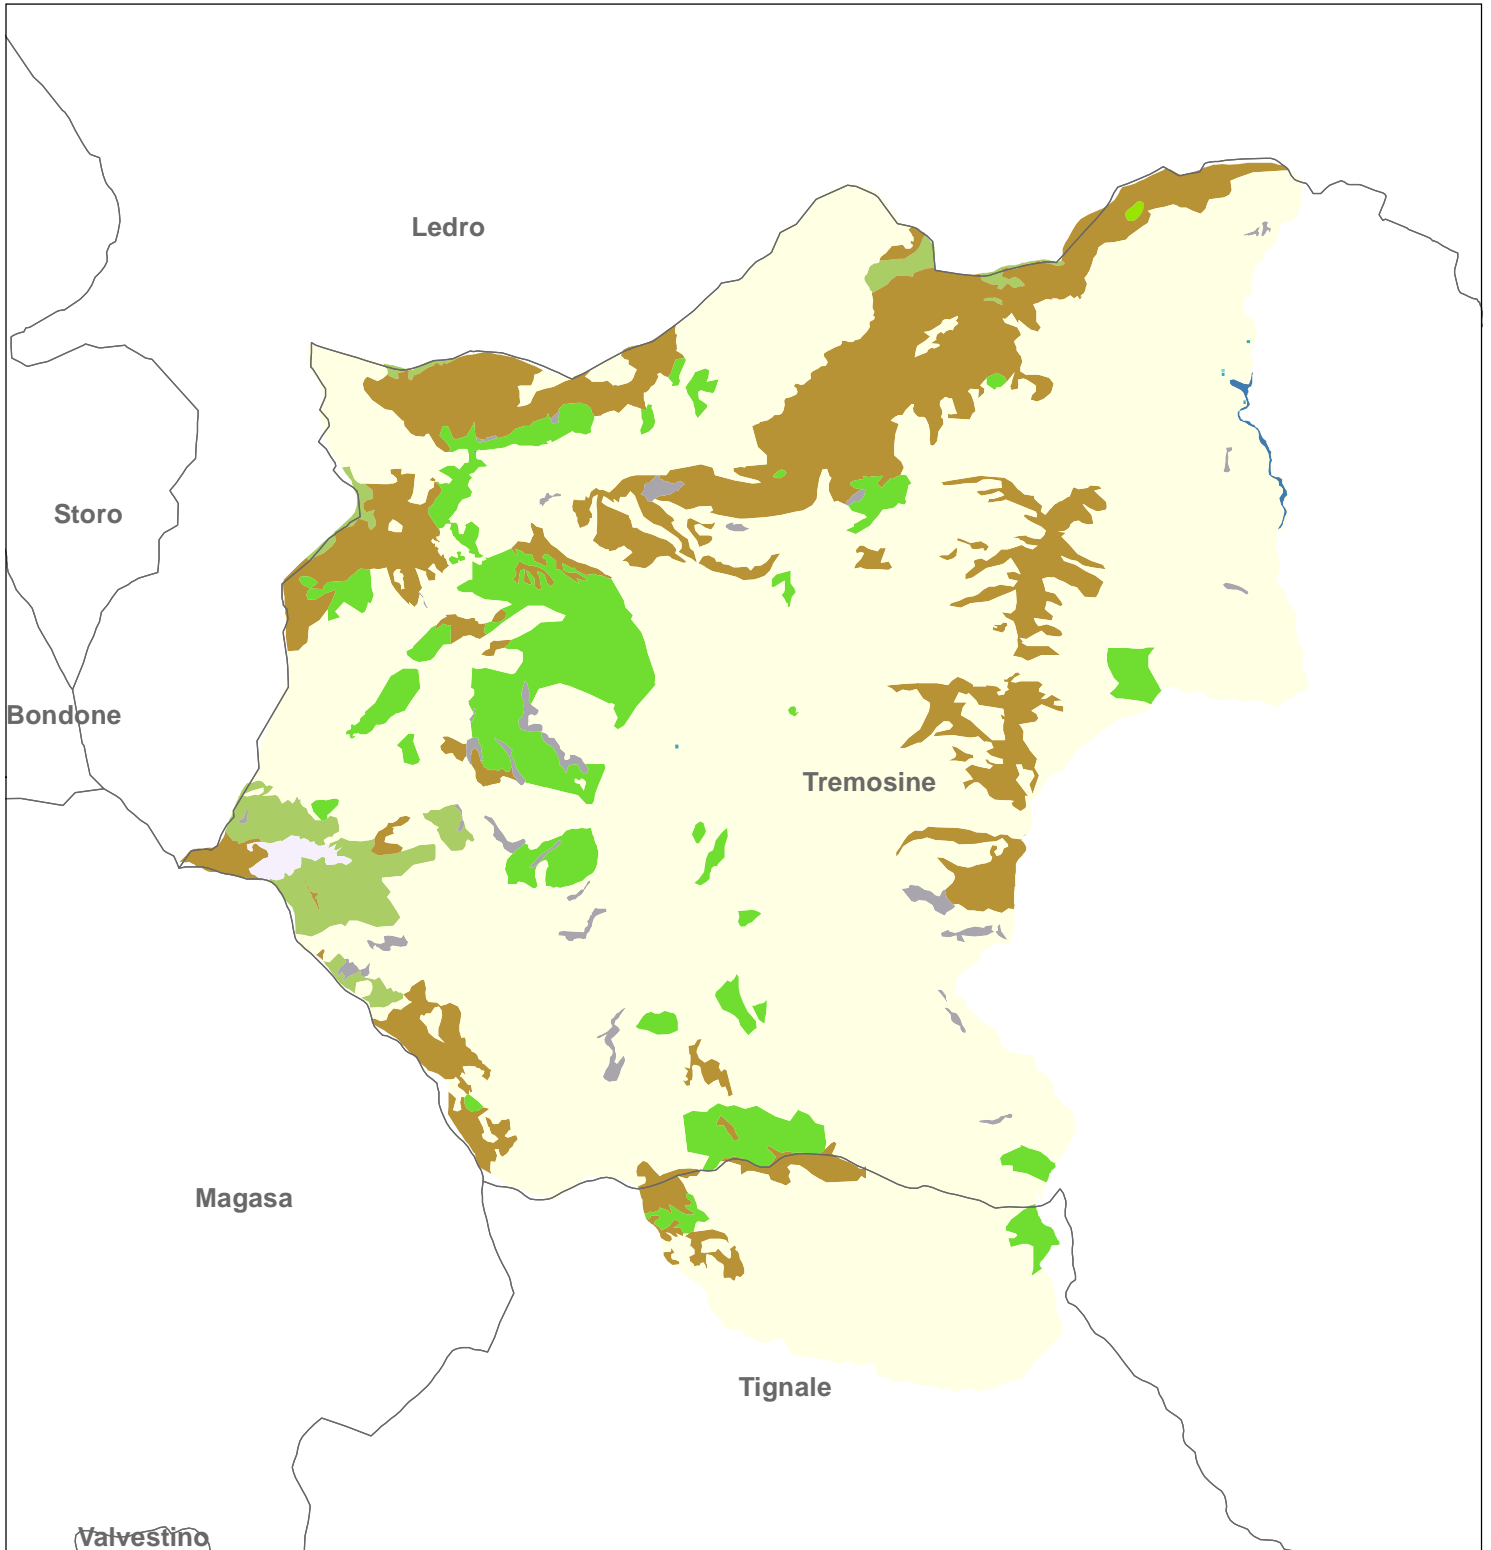 Ledro
Storo
Bondone
Tremosine
Magasa
Tignale
Valvestino